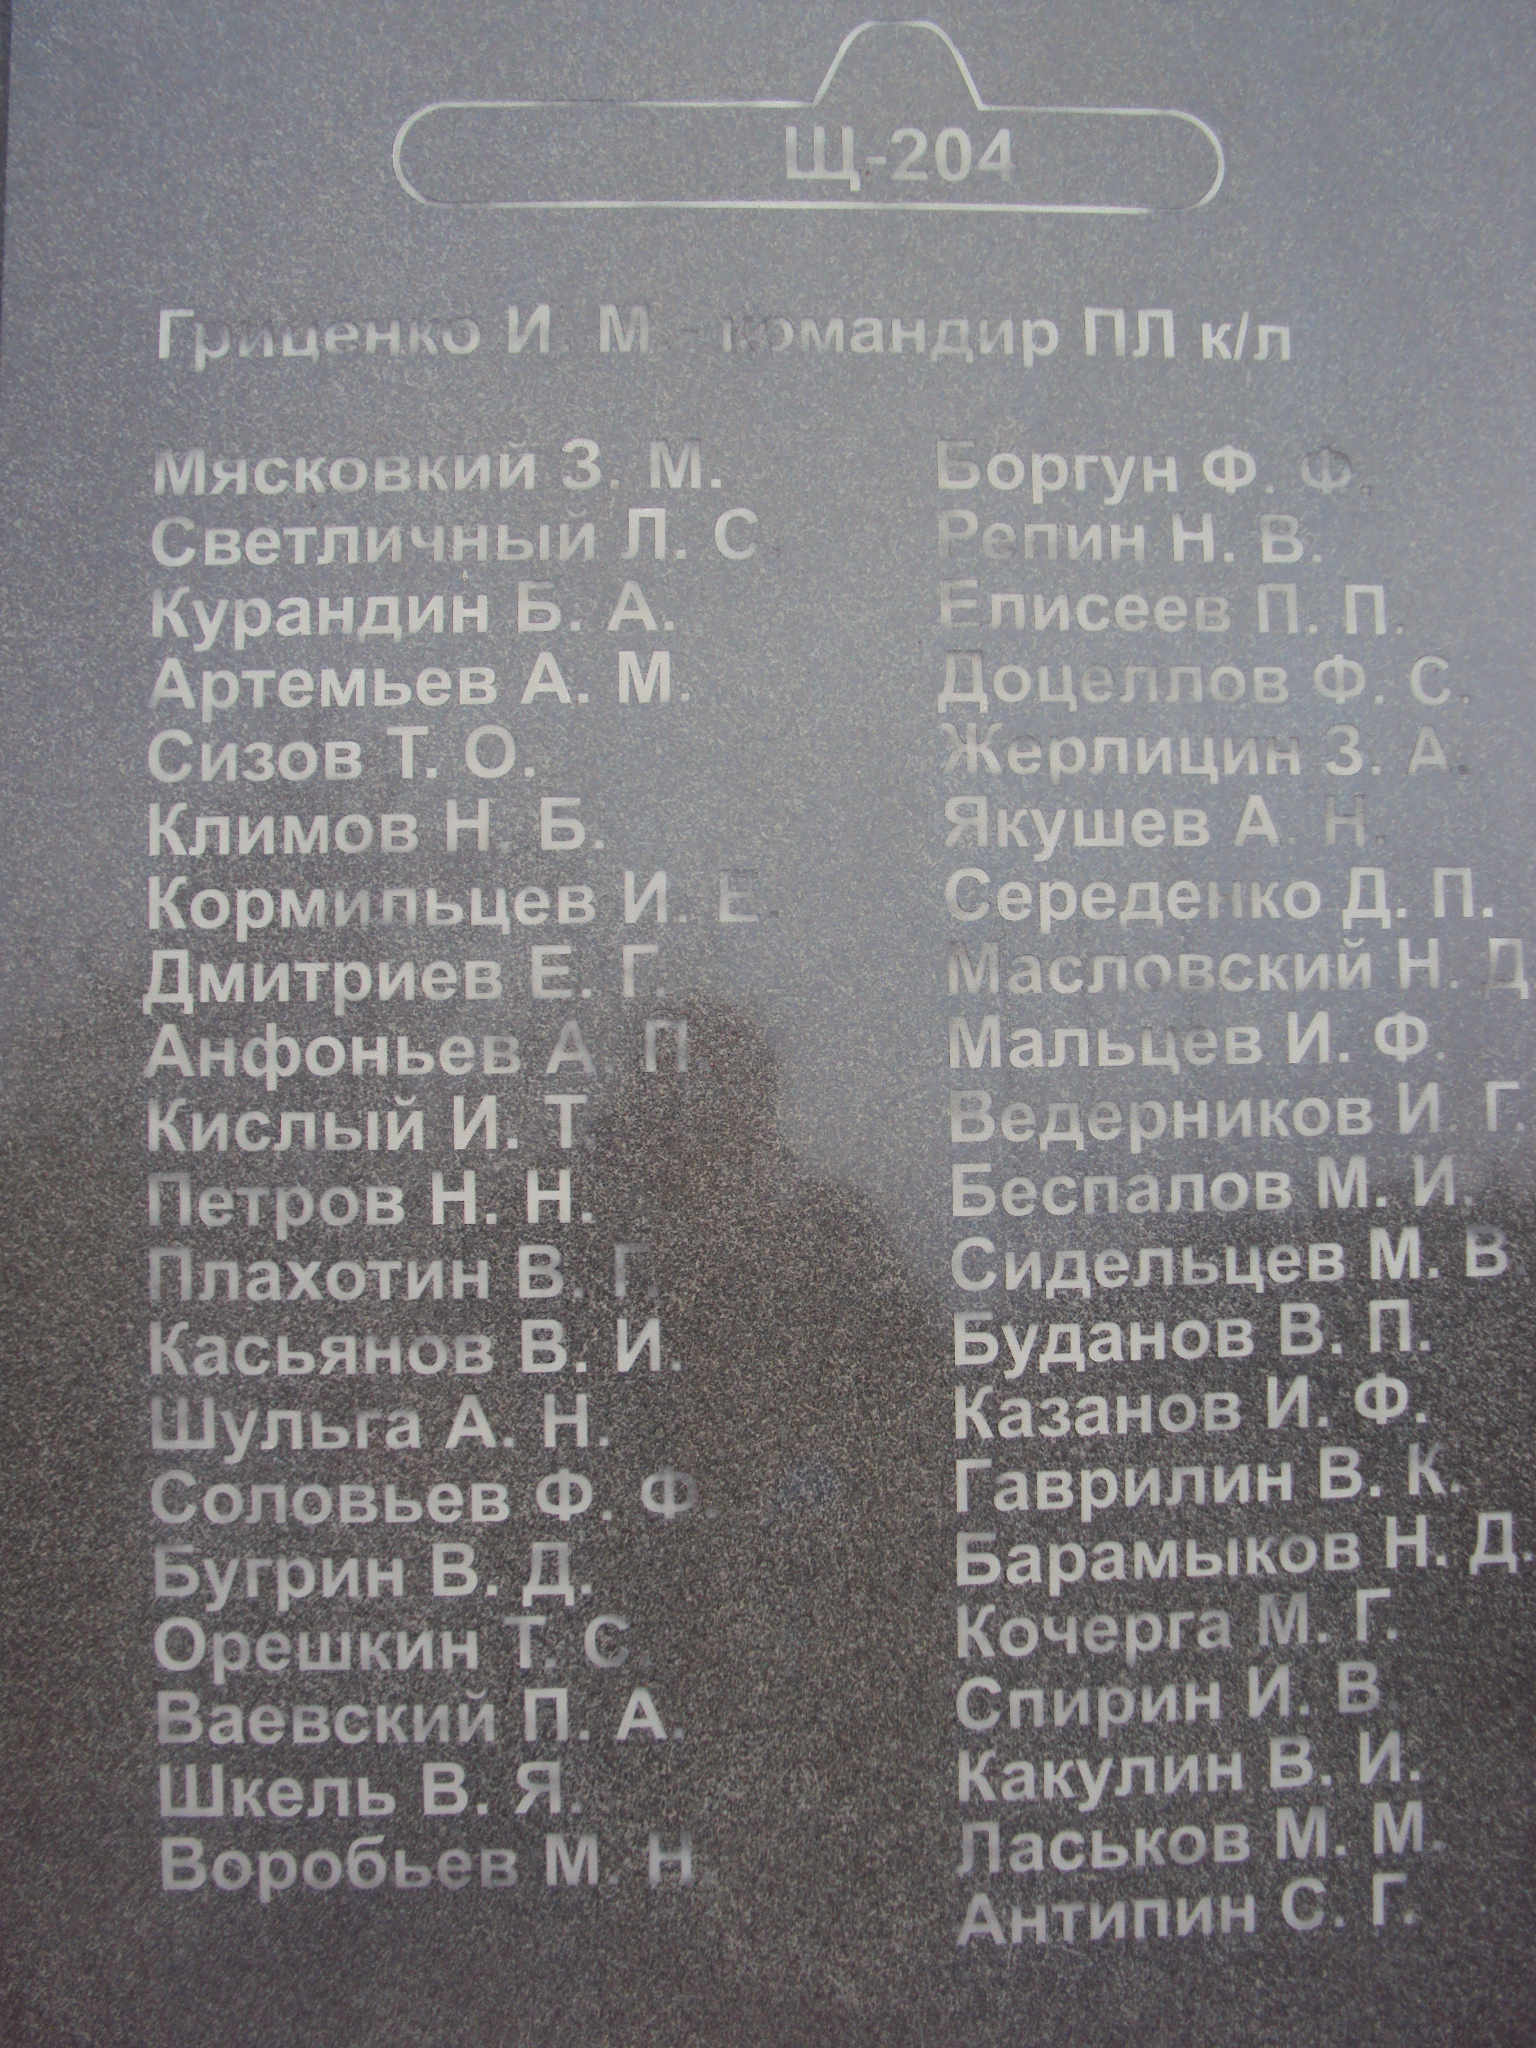 Щ-204
Гриценко И. М. - командир ПЛ к/л
Мясковкий З. М.
Светличный Л. С.
Курандин Б. А.
Артемьев А. М.
Сизов Т. О.
Климов Н. Б.
Кормильцев И. Е.
Дмитриев Е. Г.
Анфоньев А. П.
Кислый И. Т.
Петров Н. Н.
Плахотин В. Г.
Касьянов В. И.
Шульга А. Н.
Соловьев Ф. Ф.
Бугрин В. Д.
Орешкин Т. С.
Ваевский П. А.
Шкель В. Я.
Воробьев М. Н.
Боргун Ф. Ф.
Репин Н. В.
Елисеев П. П.
Доцеллов Ф. С.
Жерлицин З. А.
Якушев А. Н.
Середенко Д. П.
Масловский Н. Д
Мальцев И. Ф.
Ведерников И. Г.
Беспалов М. И.
Сидельцев М. В.
Буданов В. П.
Казанов И. Ф.
Гаврилин В. К.
Барамыков Н. Д.
Кочерга М. Г.
Спирин И. В.
Какулин В. И.
Ласьков М. М.
Антипин С. Г.